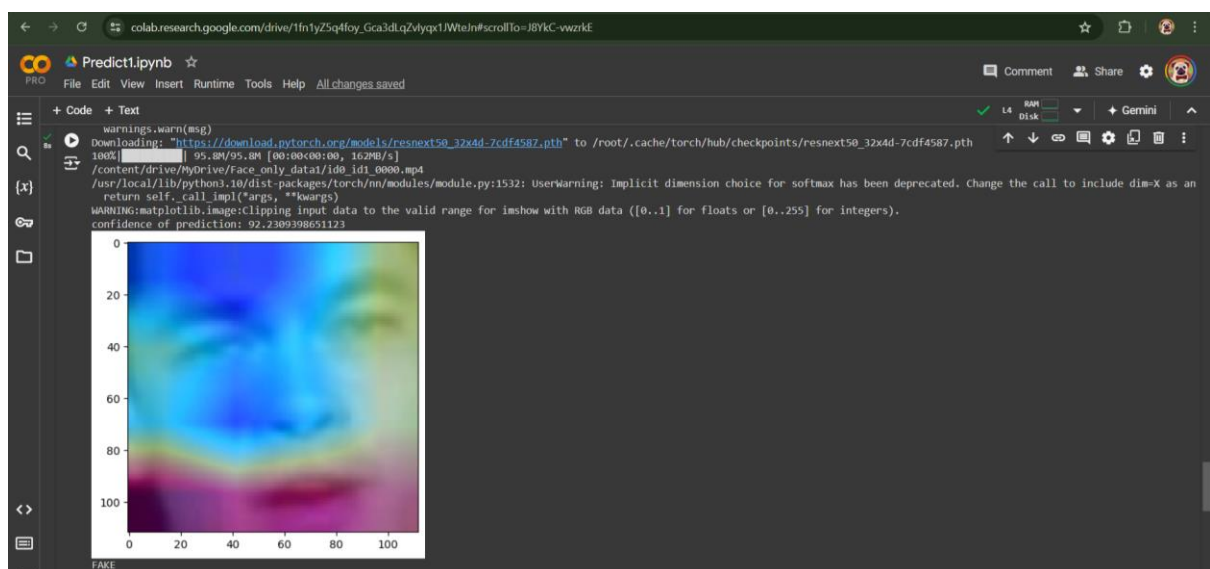 colab.research.google.com/drive/1fn1yZ5q4foy_Gca3dLqZvlyqx1JWteJn#scrollTo=J8YkC-vwzrkE
CO PRO
Predict1.ipynb
File Edit View Insert Runtime Tools Help All changes saved
Comment Share
+ Code + Text
L4 RAM Disk
Gemini
warnings.warn(msg)
8s
Downloading: "https://download.pytorch.org/models/resnext50_32x4d-7cdf4587.pth" to /root/.cache/torch/hub/checkpoints/resnext50_32x4d-7cdf4587.pth
100%| | 95.8M/95.8M [00:00<00:00, 162MB/s]
/content/drive/MyDrive/Face_only_data1/id0_id1_0000.mp4
{x}
/usr/local/lib/python3.10/dist-packages/torch/nn/modules/module.py:1532: UserWarning: Implicit dimension choice for softmax has been deprecated. Change the call to include dim=X as an
return self._call_impl(*args, **kwargs)
WARNING:matplotlib.image:Clipping input data to the valid range for imshow with RGB data ([0..1] for floats or [0..255] for integers).
confidence of prediction: 92.2309398651123
0
20
40
60
80
100
0 20 40 60 80 100
FAKE